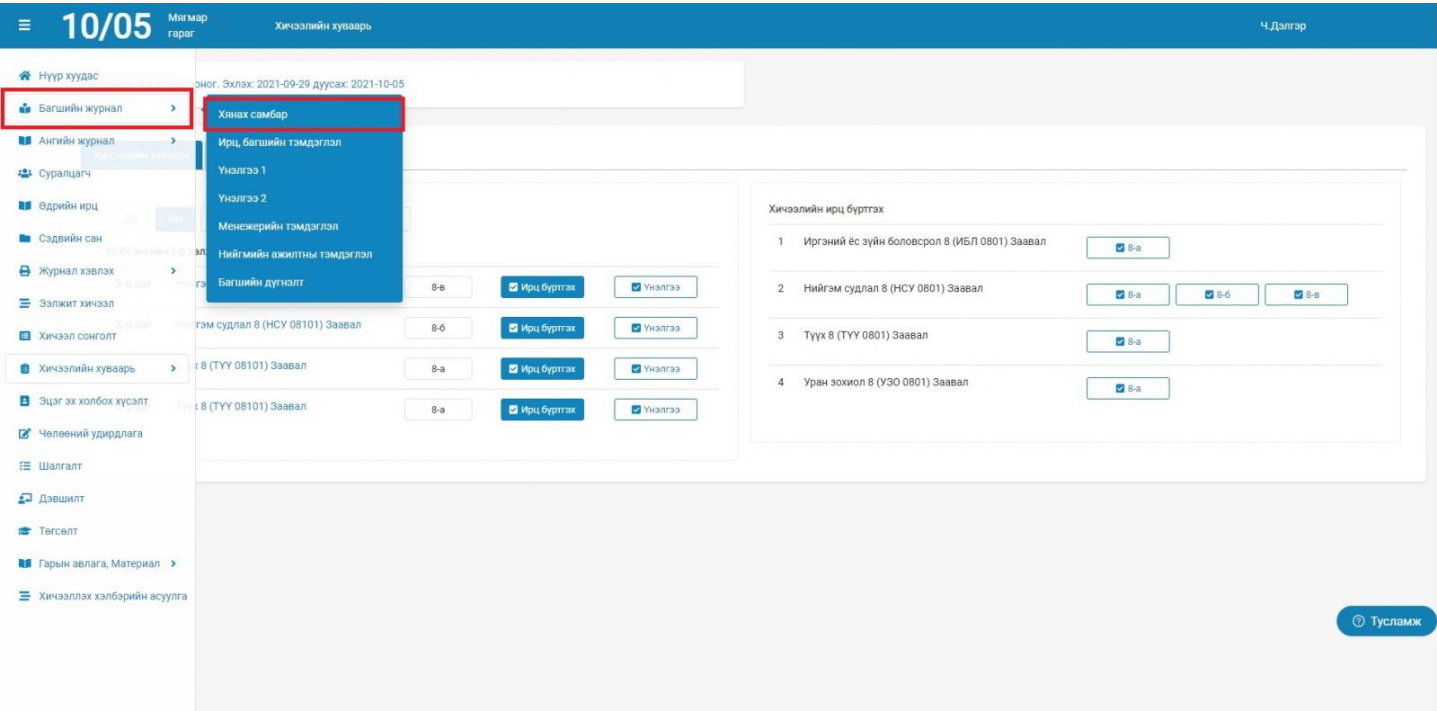 10/05
Мягмар
гараг
Хичээлийн хуваарь
Ч.Дэлгэр
Нүүр хуудас
Багшийн журнал
Ангийн журнал
Суралцагч
Өдрийн ирц
Сэдвийн сан
Журнал хэвлэх
Ээлжит хичээл
Хичээл сонголт
Хичээлийн хуваарь
Эцэг эх холбох хүсэлт
Чөлөөний удирдлага
Шалгалт
Дэвшилт
Төгсөлт
Гарын авлага, Материал
Хичээллэх хэлбэрийн асуулга
Эхлэх: 2021-09-29 дуусах: 2021-10-05
Хянах самбар
Ирц, багшийн тэмдэглэл
Үнэлгээ 1
Үнэлгээ 2
Менежерийн тэмдэглэл
Нийгмийн ажилтны тэмдэглэл
Багшийн дүгнэлт
8-в Ирц бүртгэх Үнэлгээ
судлал 8 (НСУ 08101) Заавал 8-б Ирц бүртгэх Үнэлгээ
8 (ТҮҮ 08101) Заавал 8-а Ирц бүртгэх Үнэлгээ
8 (ТҮҮ 08101) Заавал 8-а Ирц бүртгэх Үнэлгээ
Хичээлийн ирц бүртгэх
1 Иргэний ёс зүйн боловсрол 8 (ИБЛ 0801) Заавал 8-а
2 Нийгэм судлал 8 (НСУ 0801) Заавал 8-а 8-б 8-в
3 Түүх 8 (ТҮҮ 0801) Заавал 8-а
4 Уран зохиол 8 (УЗО 0801) Заавал 8-а
Тусламж